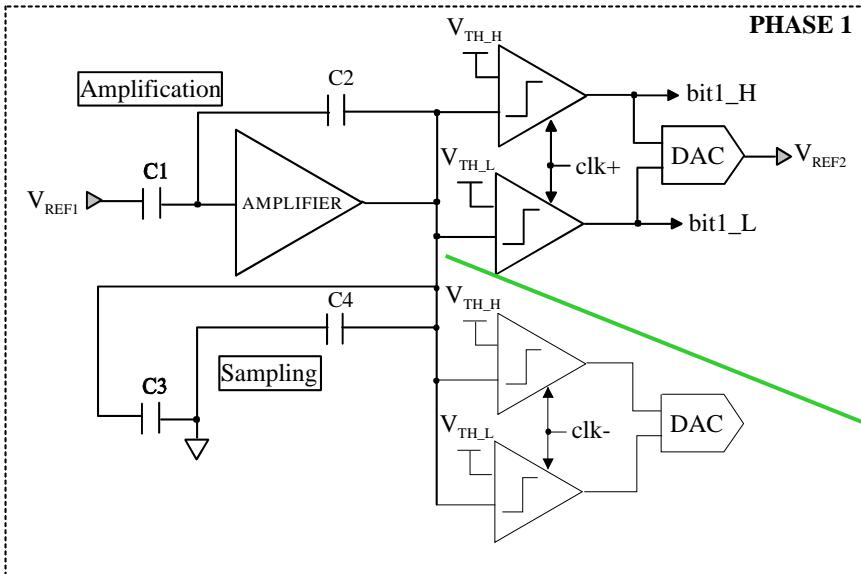 PHASE 1
V_TH_H
Amplification
C2
bit1_H
C1
V_TH_L
clk+
DAC
V_REF2
V_REF1
AMPLIFIER
bit1_L
C4
V_TH_H
Sampling
C3
V_TH_L
clk-
DAC